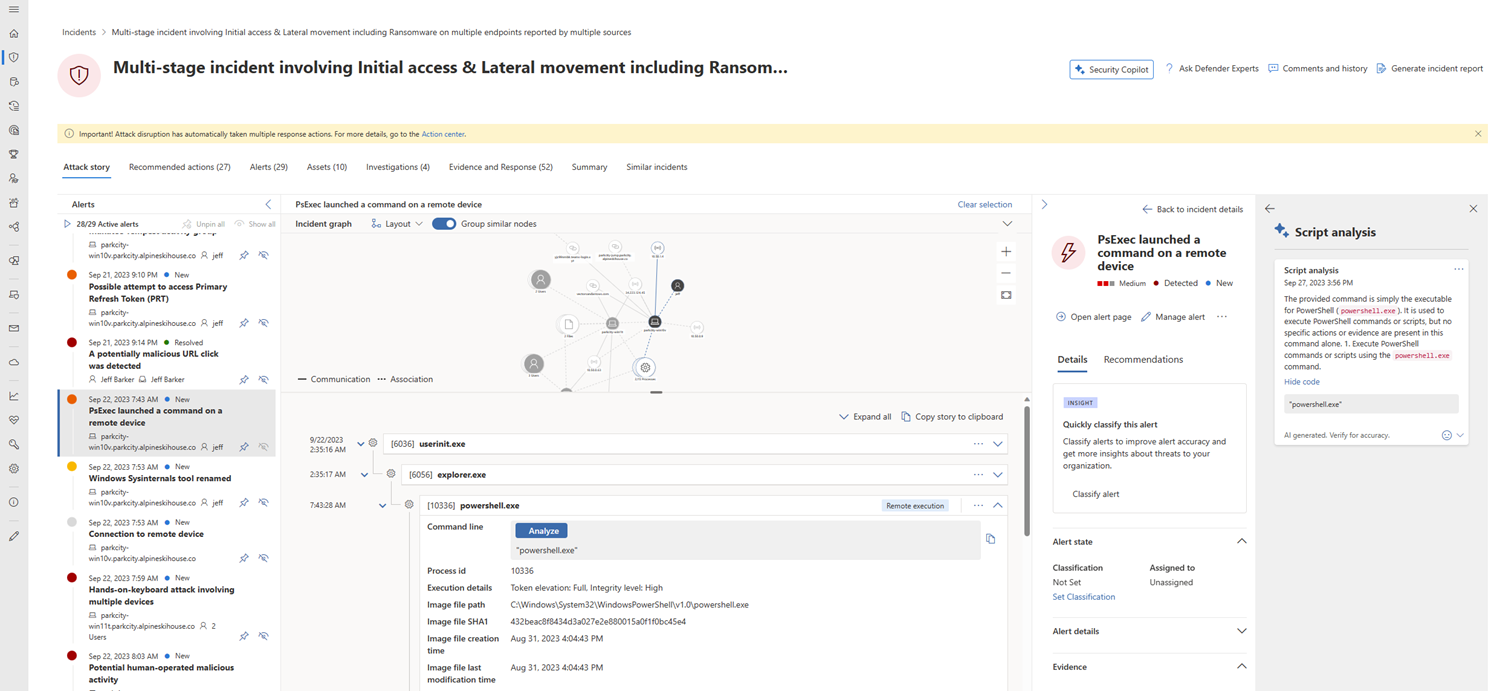 Incidents > Multi-stage incident involving Initial access & Lateral movement including Ransomware on multiple endpoints reported by multiple sources
Multi-stage incident involving Initial access & Lateral movement including Ransom...
Security Copilot
Ask Defender Experts
Comments and history
Generate incident report
Important! Attack disruption has automatically taken multiple response actions. For more details, go to the Action center.
Attack story
Recommended actions (27)
Alerts (29)
Assets (10)
Investigations (4)
Evidence and Response (52)
Summary
Similar incidents
Alerts
28/29 Active alerts
Unpin all
Show all
parkcity-
win10v.parkcity.alpineskihouse.co jeff
Sep 21, 2023 9:10 PM • New
Possible attempt to access Primary
Refresh Token (PRT)
parkcity-
win10v.parkcity.alpineskihouse.co jeff
Sep 21, 2023 9:14 PM • Resolved
A potentially malicious URL click
was detected
Jeff Barker Jeff Barker
Sep 22, 2023 7:43 AM • New
PsExec launched a command on a
remote device
parkcity-
win10v.parkcity.alpineskihouse.co jeff
Sep 22, 2023 7:53 AM • New
Windows Sysinternals tool renamed
parkcity-
win10v.parkcity.alpineskihouse.co jeff
Sep 22, 2023 7:53 AM • New
Connection to remote device
parkcity-
win10v.parkcity.alpineskihouse.co
Sep 22, 2023 7:59 AM • New
Hands-on-keyboard attack involving
multiple devices
parkcity-
win11t.parkcity.alpineskihouse.co 2
Users
Sep 22, 2023 8:03 AM • New
Potential human-operated malicious
activity
PsExec launched a command on a remote device
Clear selection
Incident graph
Layout
Group similar nodes
Communication
Association
Expand all
Copy story to clipboard
9/22/2023
2:35:16 AM
[6036] userinit.exe
2:35:17 AM
[6056] explorer.exe
7:43:28 AM
[10336] powershell.exe
Remote execution
Command line
Analyze
"powershell.exe"
Process id 10336
Execution details Token elevation: Full, Integrity level: High
Image file path C:\Windows\System32\WindowsPowerShell\v1.0\powershell.exe
Image file SHA1 432beac8f8434d3a027e2e880015a0f1f0bc45e4
Image file creation Aug 31, 2023 4:04:43 PM
time
Image file last Aug 31, 2023 4:04:43 PM
modification time
Back to incident details
PsExec launched a
command on a remote
device
Medium • Detected • New
Open alert page
Manage alert
Details
Recommendations
INSIGHT
Quickly classify this alert
Classify alerts to improve alert accuracy and
get more insights about threats to your
organization.
Classify alert
Alert state
Classification
Assigned to
Not Set
Unassigned
Set Classification
Alert details
Evidence
Script analysis
Script analysis
Sep 27, 2023 3:56 PM
The provided command is simply the executable
for PowerShell ( powershell.exe ). It is used to
execute PowerShell commands or scripts, but no
specific actions or evidence are present in this
command alone. 1. Execute PowerShell
commands or scripts using the powershell.exe
command.
Hide code
"powershell.exe"
AI generated. Verify for accuracy.